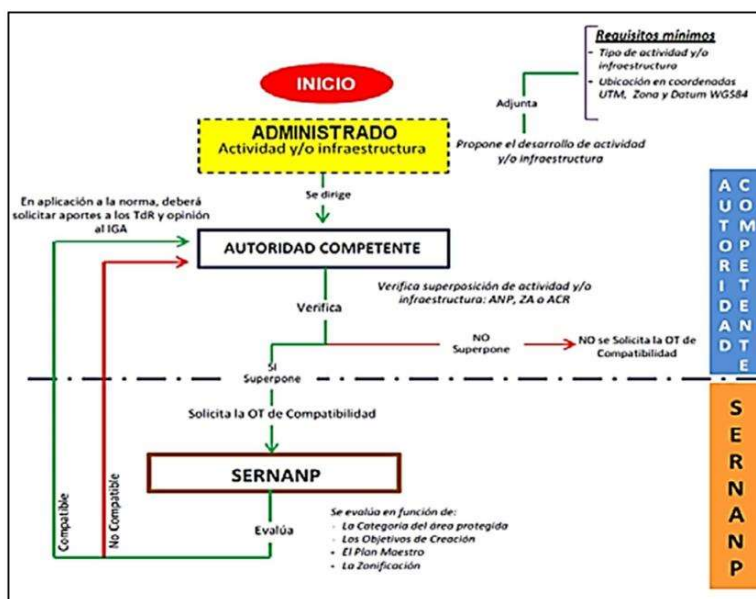 Requisitos mínimos
- Tipo de actividad y/o
infraestructura
- Ubicación en coordenadas
UTM, Zona y Datum WGS84
INICIO
Adjunta
ADMINISTRADO
Actividad y/o infraestructura
Propone el desarrollo de actividad
y/o infraestructura
Se dirige
En aplicación a la norma, deberá
solicitar aportes a los TdR y opinión
al IGA
AUTORIDAD COMPETENTE
Verifica superposición de actividad y/o
infraestructura: ANP, ZA o ACR
Verifica
NO
Superpone
NO se Solicita la OT de
Compatibilidad
SI
Superpone
Solicita la OT de Compatibilidad
SERNANP
Evalúa
Se evalúa en función de:
- La Categoría del área protegida
- Los Objetivos de Creación
- El Plan Maestro
- La Zonificación
Compatible
No Compatible
AUTORIDAD
COMPETENTE
SERNANP